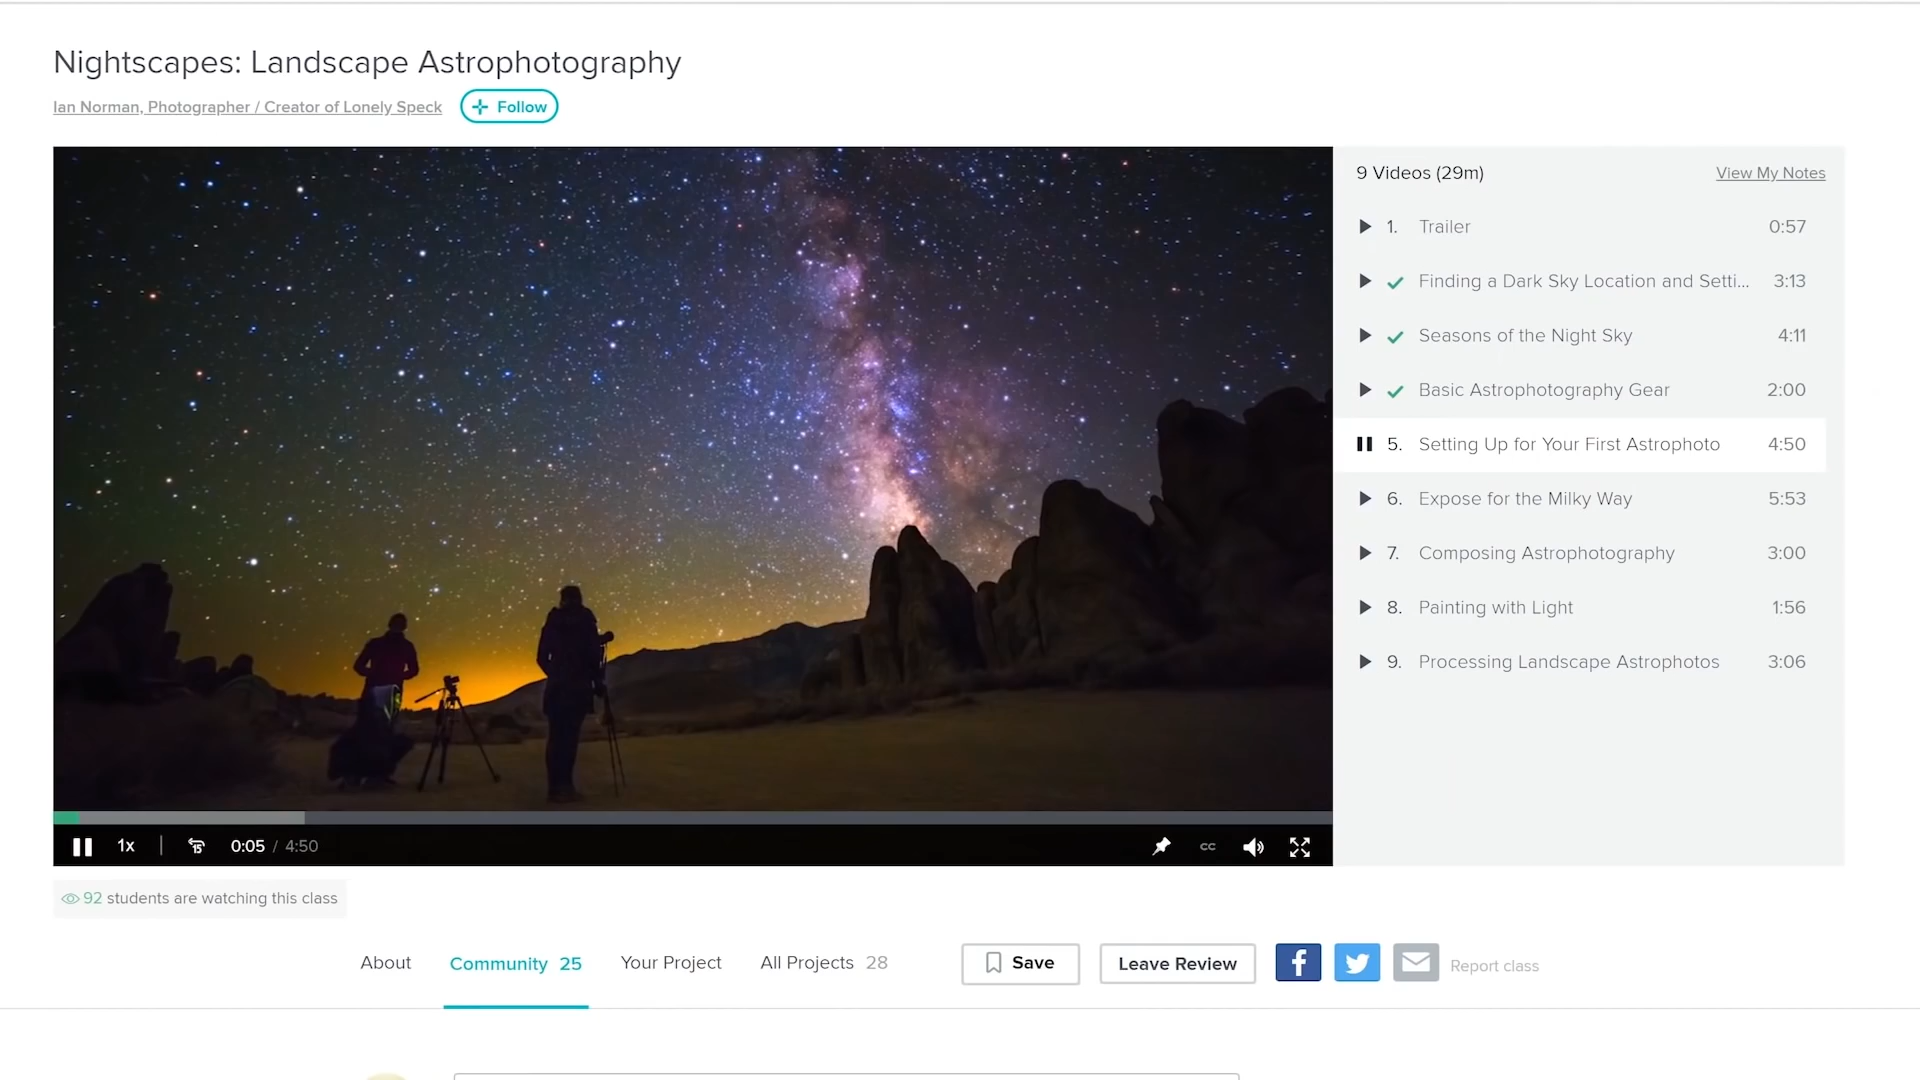 Nightscapes: Landscape Astrophotography
Ian Norman, Photographer / Creator of Lonely Speck
Follow
9 Videos (29m)
View My Notes
1. Trailer 0:57
Finding a Dark Sky Location and Setti... 3:13
Seasons of the Night Sky 4:11
Basic Astrophotography Gear 2:00
5. Setting Up for Your First Astrophoto 4:50
6. Expose for the Milky Way 5:53
7. Composing Astrophotography 3:00
8. Painting with Light 1:56
9. Processing Landscape Astrophotos 3:06
1x 15 0:05 / 4:50 CC
92 students are watching this class
About Community 25 Your Project All Projects 28 Save Leave Review Report class